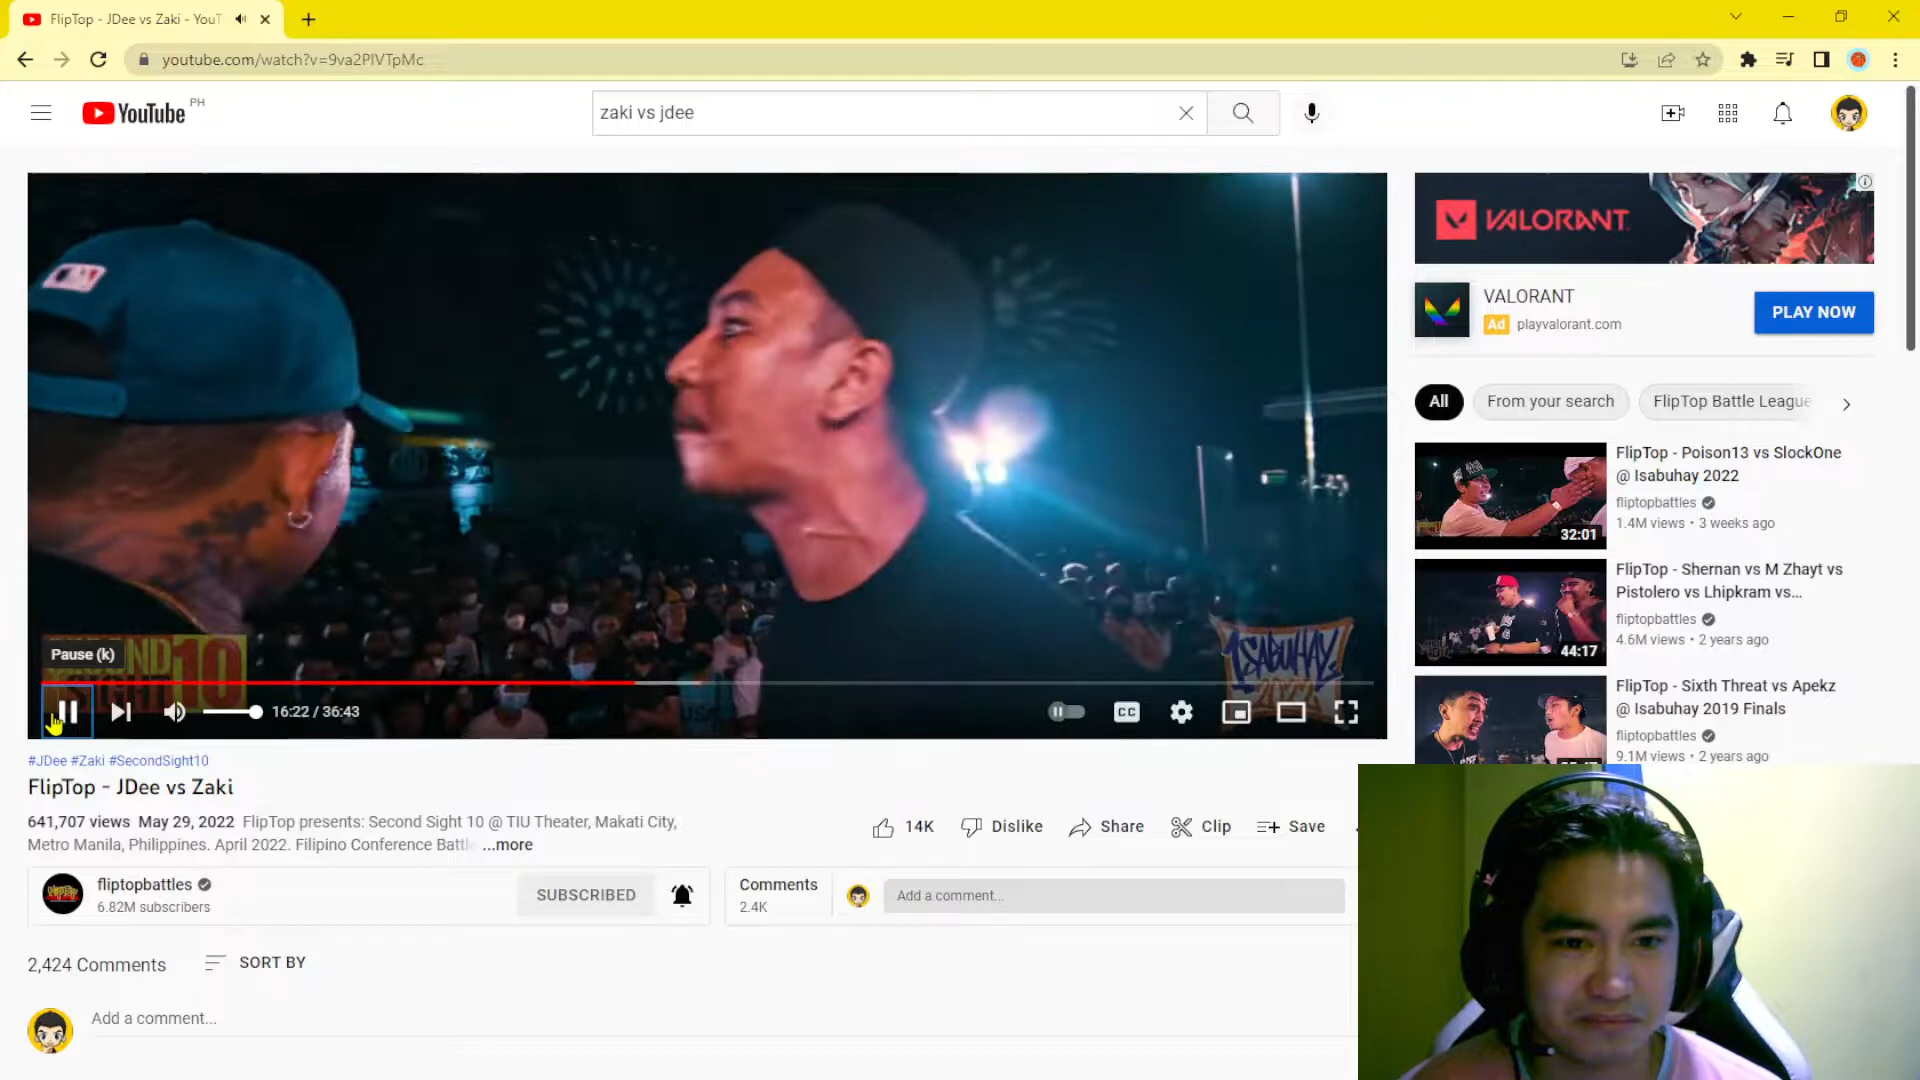 FlipTop - JDee vs Zaki - YouT
youtube.com/watch?v=9va2PIVTpMc
YouTube PH
zaki vs jdee
VALORANT
VALORANT
Ad playvalorant.com
PLAY NOW
All
From your search
FlipTop Battle League
FlipTop - Poison13 vs SlockOne
@ Isabuhay 2022
fliptopbattles
1.4M views • 3 weeks ago
32:01
FlipTop - Shernan vs M Zhayt vs
Pistolero vs Lhipkram vs...
fliptopbattles
4.6M views • 2 years ago
44:17
FlipTop - Sixth Threat vs Apekz
@ Isabuhay 2019 Finals
fliptopbattles
9.1M views • 2 years ago
10
Pause (k)
ISABUHAY
16:22 / 36:43
CC
#JDee #Zaki #SecondSight10
FlipTop - JDee vs Zaki
641,707 views May 29, 2022 FlipTop presents: Second Sight 10 @ TIU Theater, Makati City,
Metro Manila, Philippines. April 2022. Filipino Conference Battl ...more
14K
Dislike
Share
Clip
Save
fliptopbattles
6.82M subscribers
SUBSCRIBED
Comments
2.4K
Add a comment...
2,424 Comments
SORT BY
Add a comment...